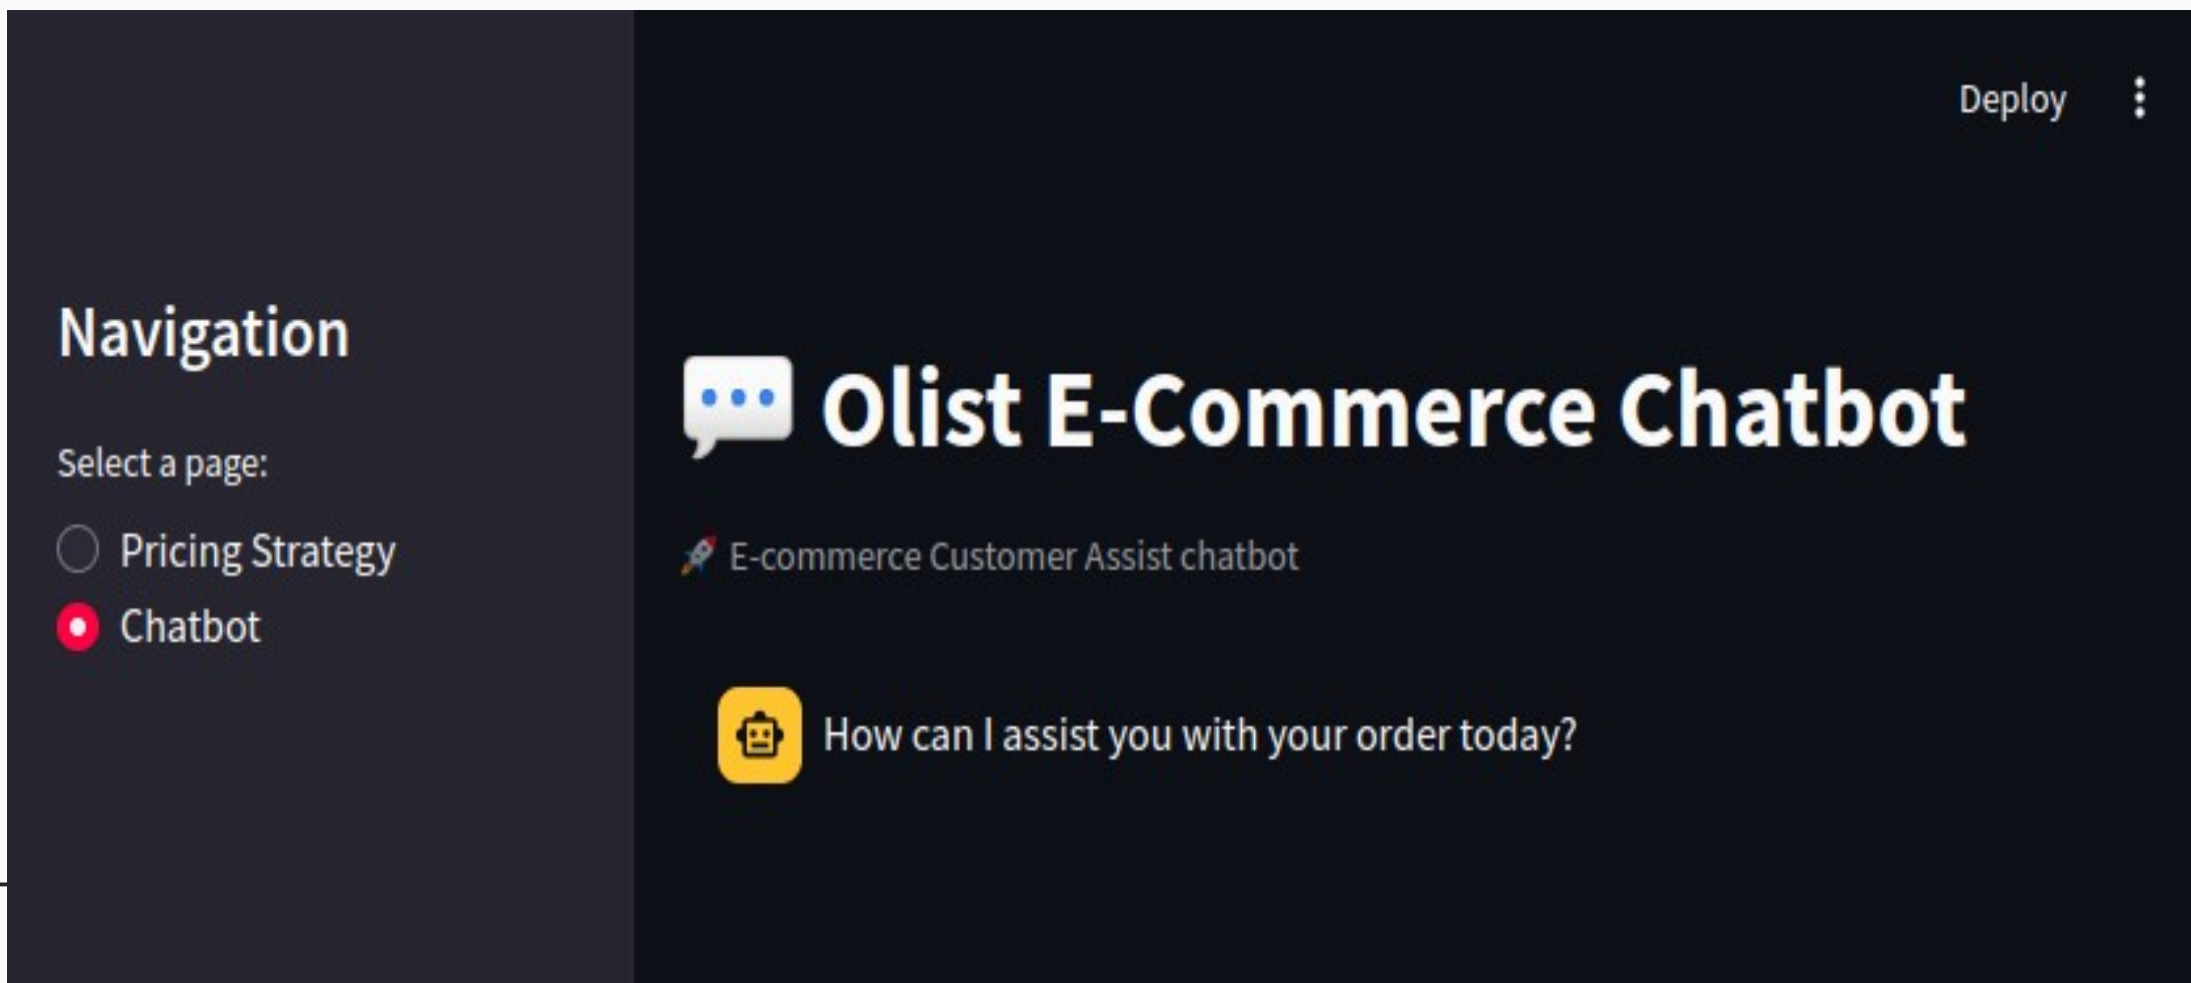 Deploy
Navigation
Select a page:
Pricing Strategy
Chatbot
Olist E-Commerce Chatbot
E-commerce Customer Assist chatbot
How can I assist you with your order today?